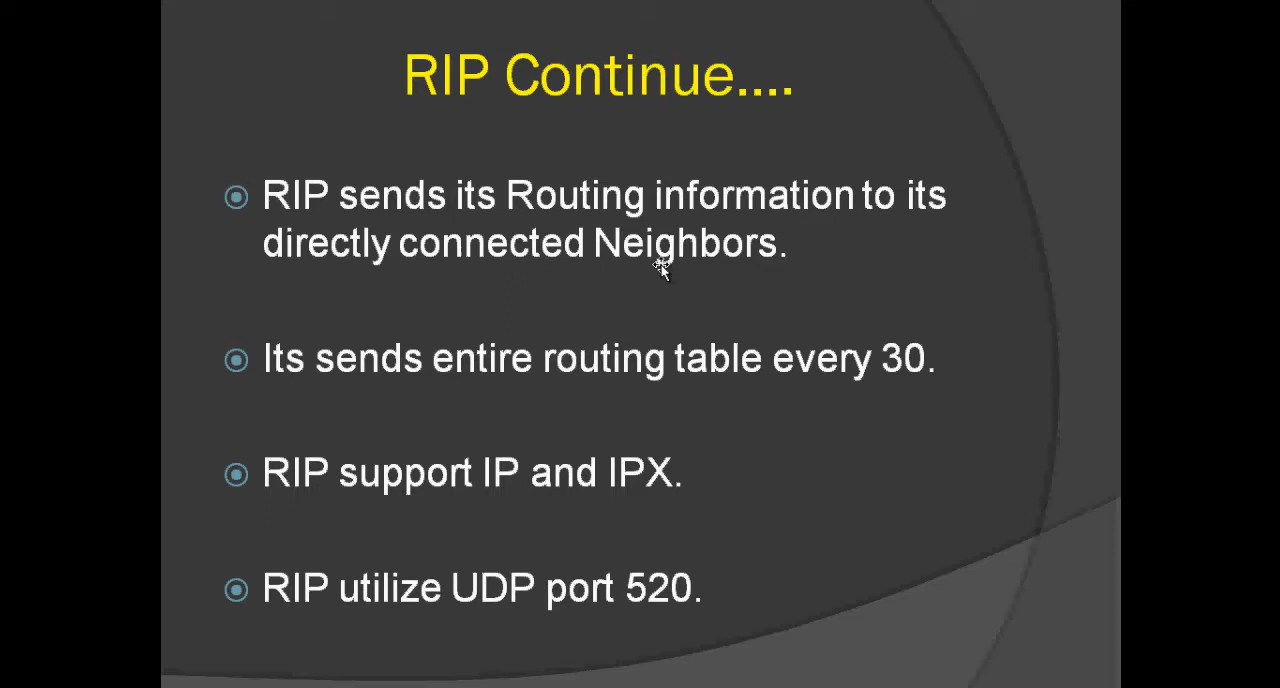 RIP Continue....
RIP sends its Routing information to its
directly connected Neighbors.
Its sends entire routing table every 30.
RIP support IP and IPX.
RIP utilize UDP port 520.